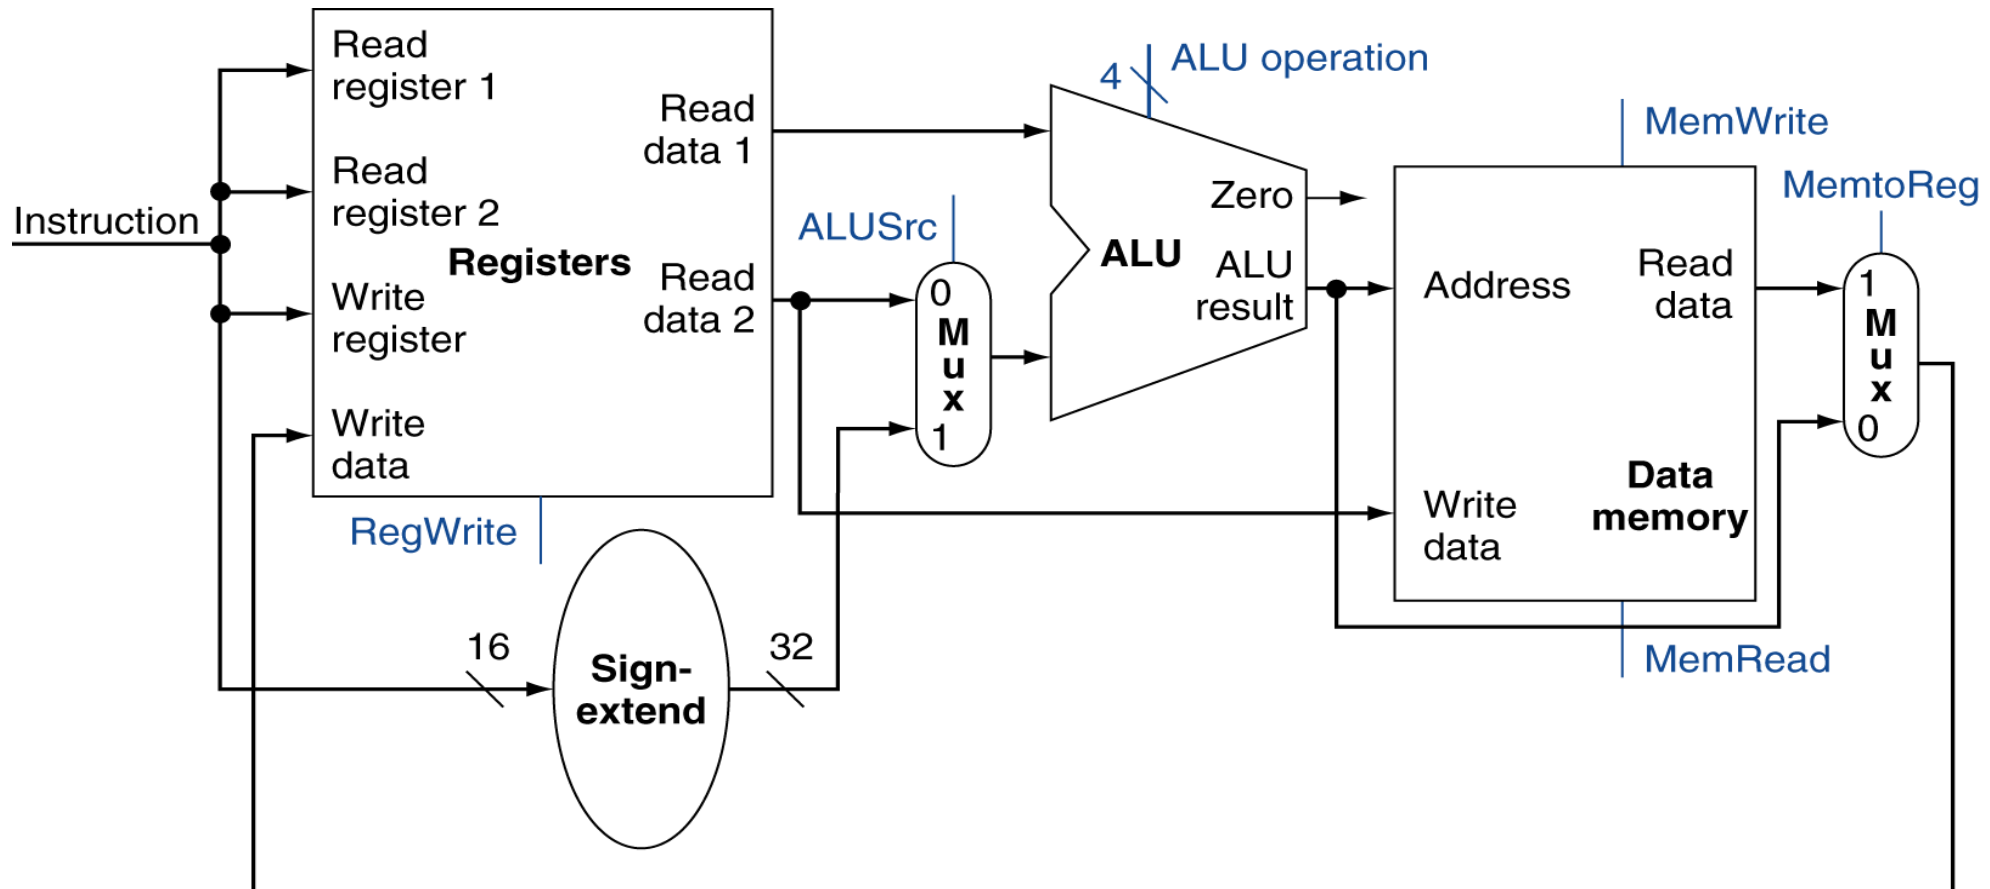 Instruction
Read
register 1
Read
register 2
Write
register
Write
data
Registers
Read
data 1
Read
data 2
RegWrite
16
Sign-
extend
32
ALUSrc
0
M
u
x
1
4
ALU operation
ALU
Zero
ALU
result
MemWrite
Address
Read
data
Write
data
Data
memory
MemRead
MemtoReg
1
M
u
x
0